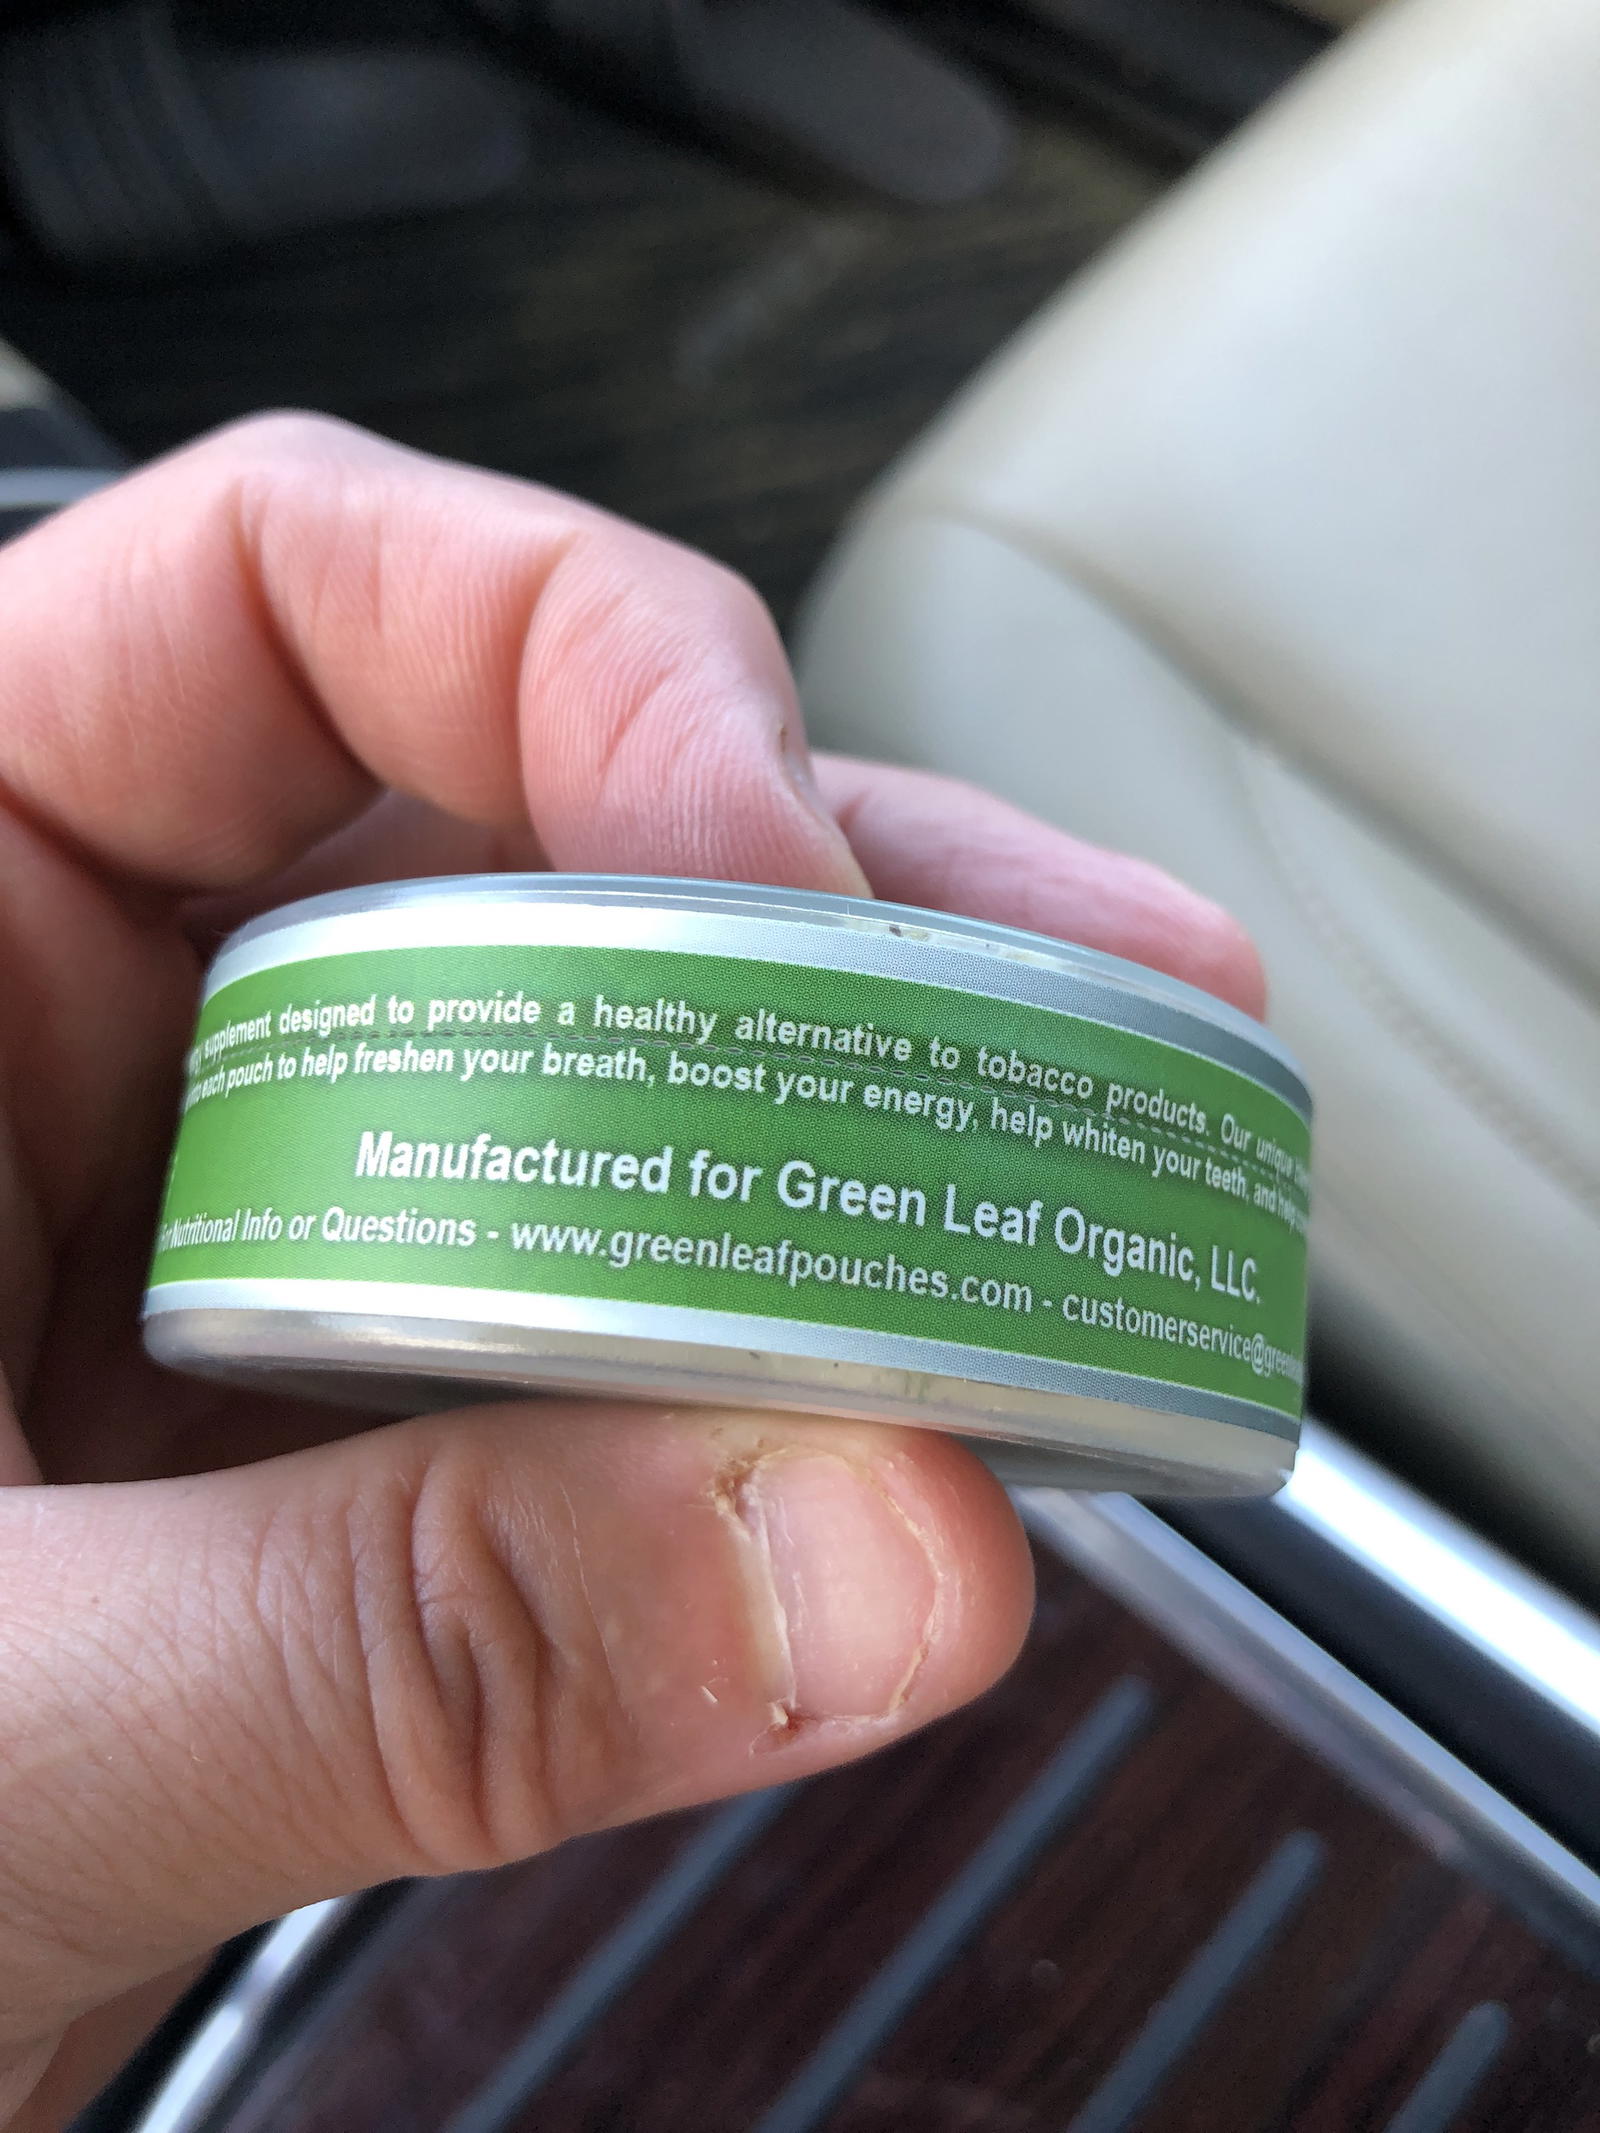 supplement designed to provide a healthy alternative to tobacco products. Our unique
each pouch to help freshen your breath, boost your energy, help whiten your teeth, and help
Manufactured for Green Leaf Organic, LLC.
For Nutritional Info or Questions - www.greenleafpouches.com - customerservice@